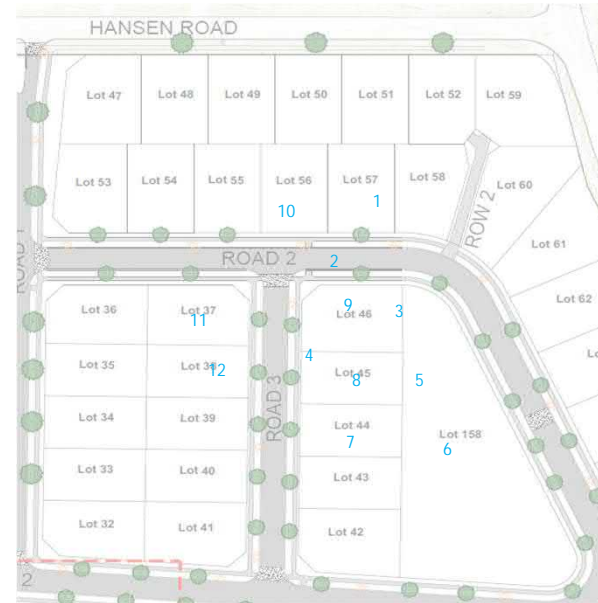 HANSEN ROAD
Lot 47 Lot 48 Lot 49 Lot 50 Lot 51 Lot 52 Lot 59
Lot 53 Lot 54 Lot 55 Lot 56 Lot 57 Lot 58 Lot 60
1
10
ROW 2
ROAD 1
Lot 61
ROAD 2 2
Lot 62
Lot 36 Lot 37 9 Lot 46 3
11
4 Lo
Lot 35 12 8 Lot 45 5
ROAD 3
Lot 34 Lot 39 Lot 44 Lot 158
7 6
Lot 33 Lot 40 Lot 43
Lot 32 Lot 41 Lot 42
2